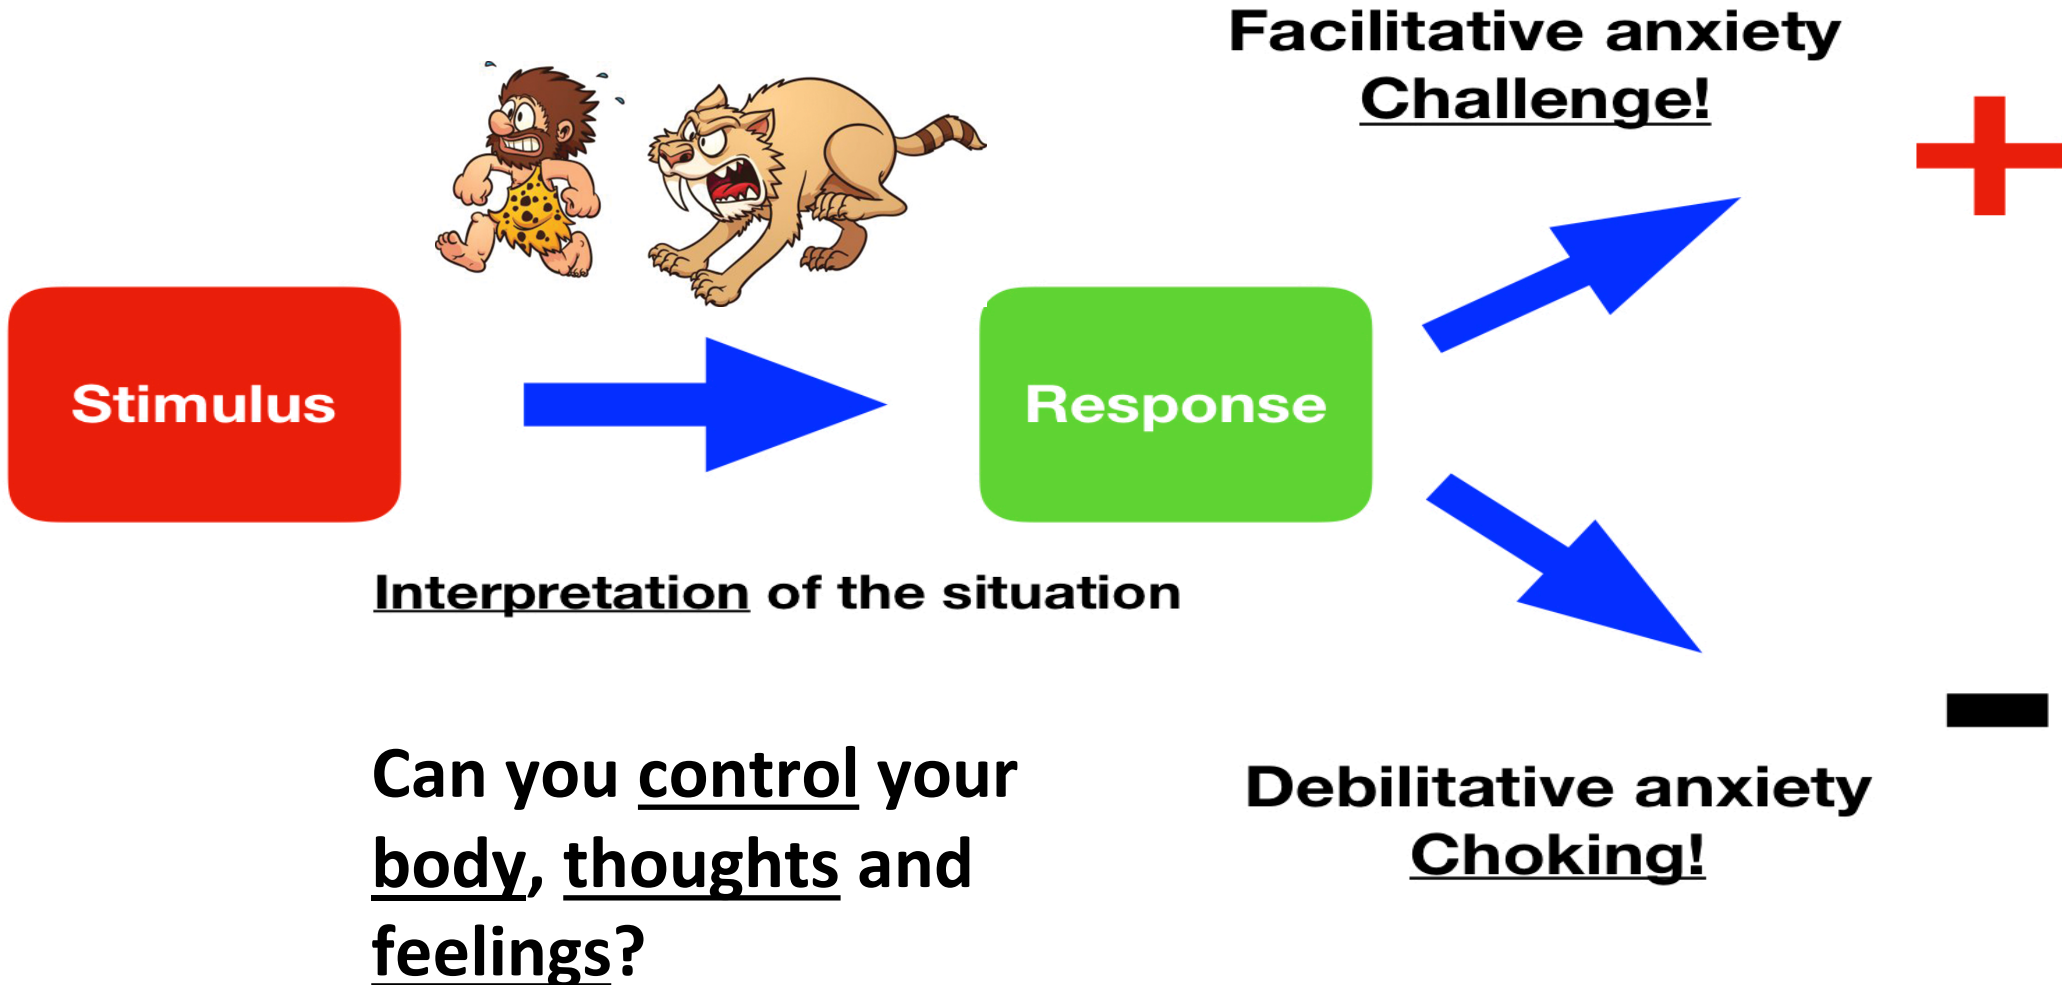 Facilitative anxiety
Challenge!
Stimulus
Response
Interpretation of the situation
Can you control your
body, thoughts and
feelings?
Debilitative anxiety
Choking!